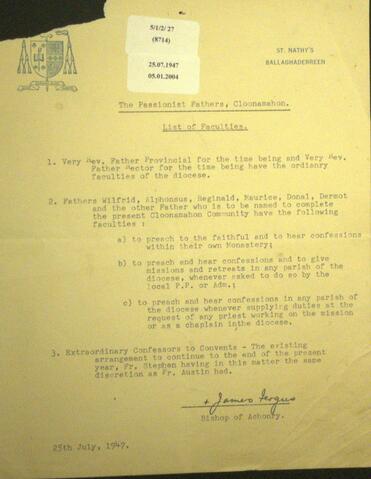 5/1/2/ 27
(8714)
25.07.1947
05.01.2004
ST. NATHY'S
BALLAGHADERREEN
The Passionist Fathers, Cloonamahon.
List of Faculties.
1. Very Rev. Father Provincial for the time being and Very Rev.
Father Rector for the time being have the ordianry
faculties of the diocese.
2. Fathers Wilfrid, Alphonsus, Reginald, Maurice, Donal, Dermot
and the other Father who is to be named to complete
the present Cloonamahon Community have the following
faculties :
a) to preach to the faithful and to hear confessions
within their own Monastery;
b) to preach and hear confessions and to give
missions and retreats in any parish of the
diocese, whenever asked to do so by the
local P.P. or Adm.;
c) to preach and hear confessions in any parish of
the diocese whenever supplying duties at the
request of any priest working on the mission
or as a chaplain inthe diocese.
3. Extraordinary Confessors to Convents - The existing
arrangement to continue to the end of the present
year, Fr. Stephen having in this matter the same
discretion as Fr. Austin had.
+ James Fergus
Bishop of Achonry.
25th July, 1947.